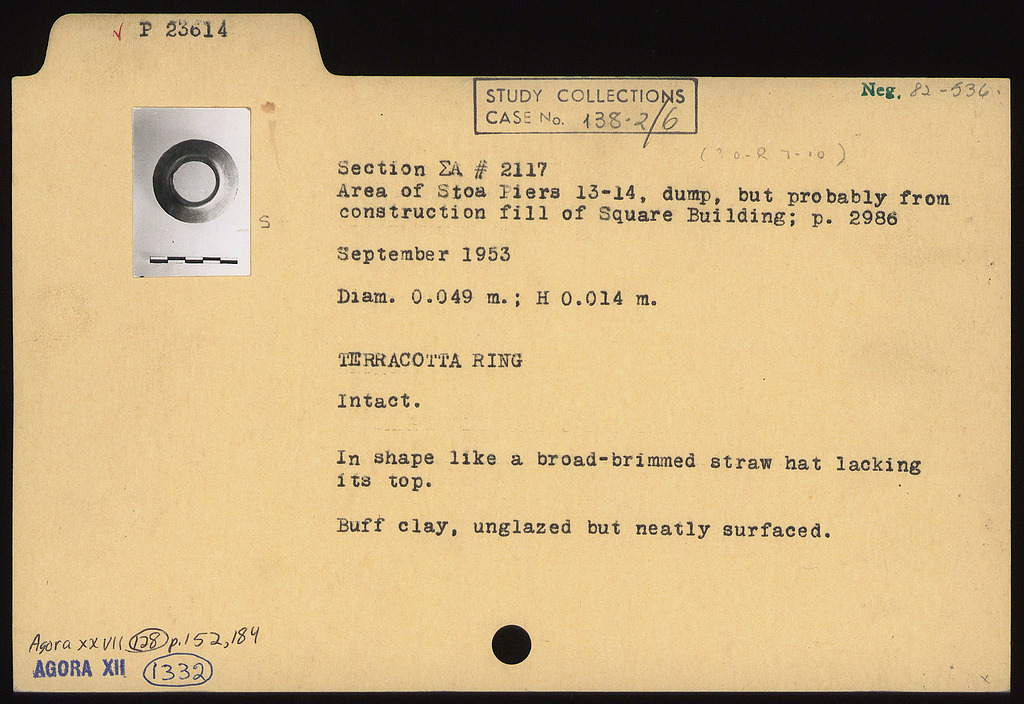 √ P 23614
STUDY COLLECTIONS
CASE No. 138-2/6
Neg. 82-536.
Section ΣA # 2117
Area of Stoa Piers 13-14, dump, but probably from
construction fill of Square Building; p. 2986
September 1953
Diam. 0.049 m.; H 0.014 m.
TERRACOTTA RING
Intact.
In shape like a broad-brimmed straw hat lacking
its top.
Buff clay, unglazed but neatly surfaced.
S
Agora XXVII 128 p.152,184
AGORA XII 1332
x